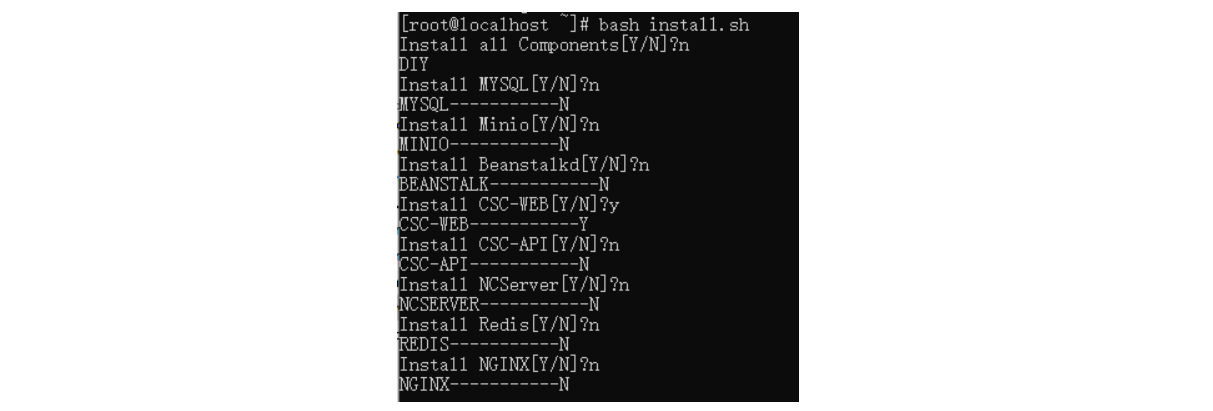 [root@localhost ~]# bash install.sh
Install all Components[Y/N]?n
DIY
Install MYSQL[Y/N]?n
MYSQL-----------N
Install Minio[Y/N]?n
MINIO-----------N
Install Beanstalkd[Y/N]?n
BEANSTALK-----------N
Install CSC-WEB[Y/N]?y
CSC-WEB-----------Y
Install CSC-API[Y/N]?n
CSC-API-----------N
Install NCServer[Y/N]?n
NCSERVER-----------N
Install Redis[Y/N]?n
REDIS-----------N
Install NGINX[Y/N]?n
NGINX-----------N